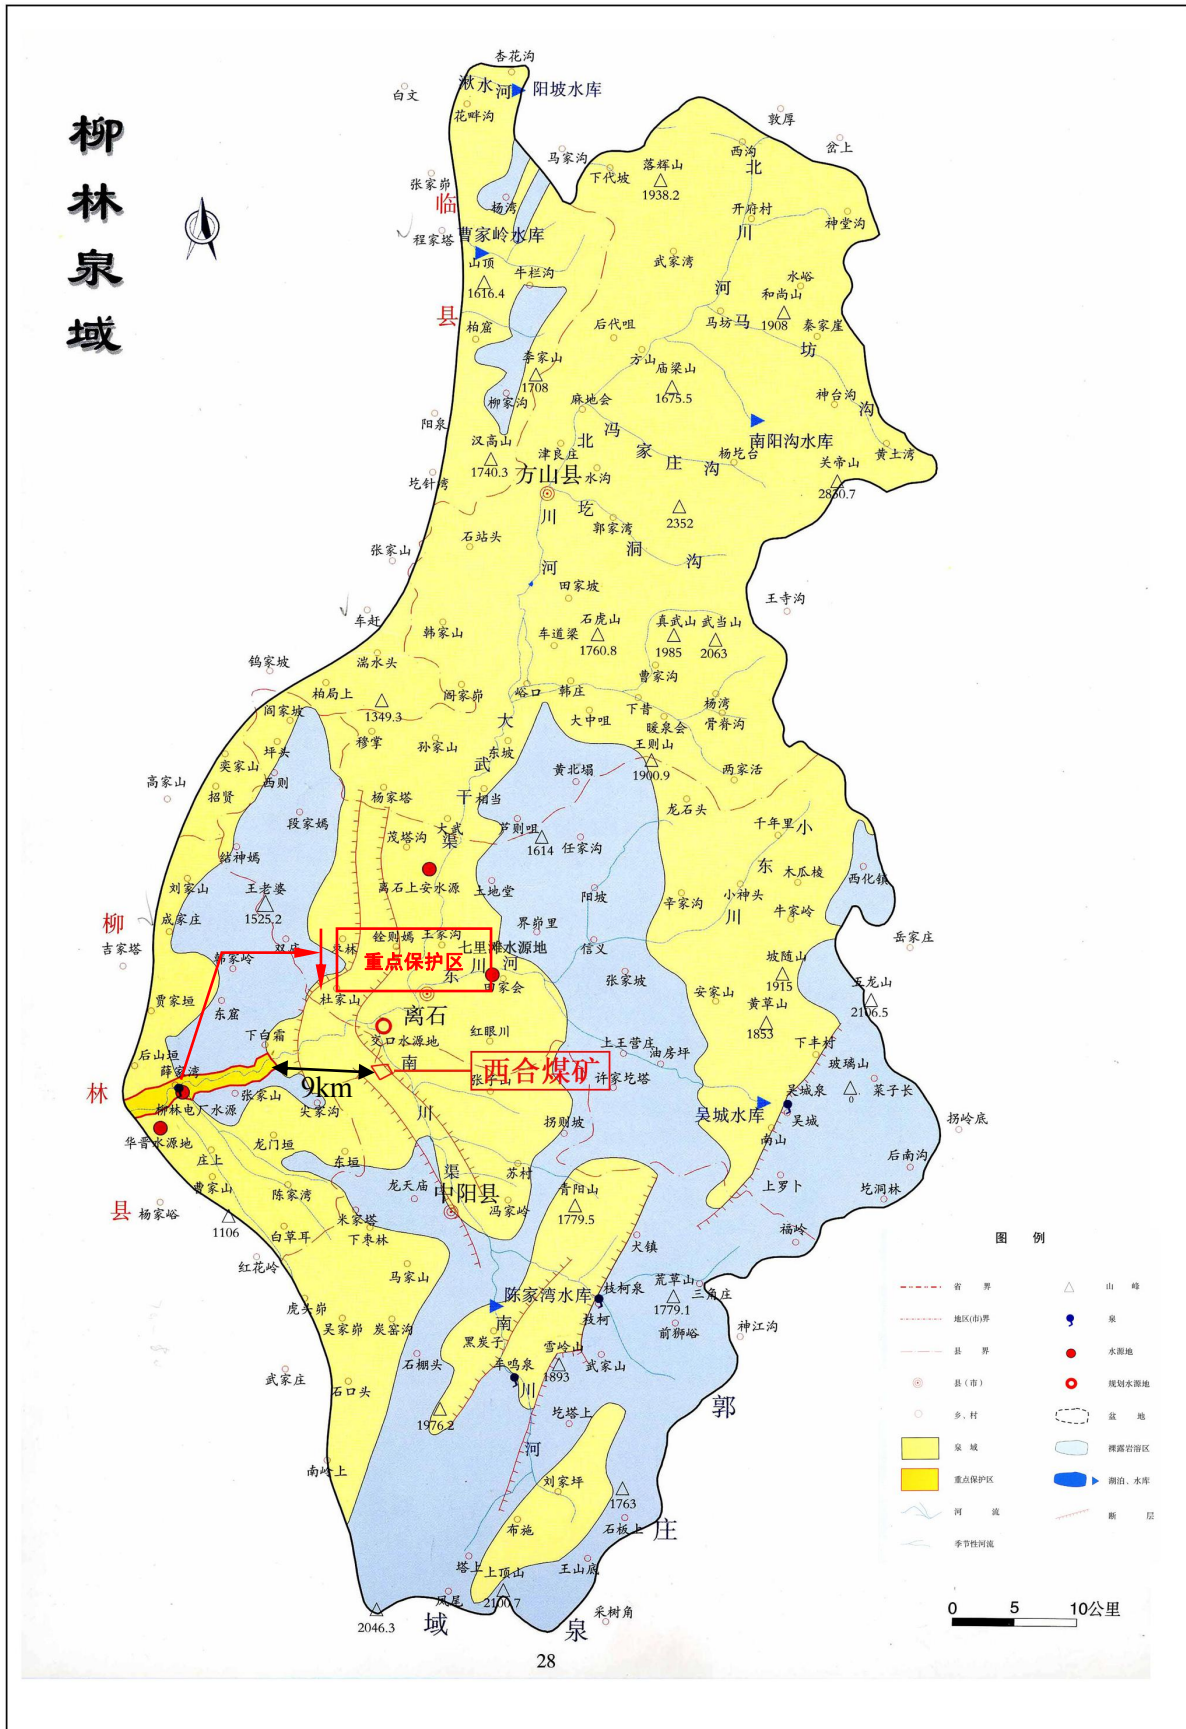 柳林泉域
杏花沟
湫水河
阳坡水库
白文
花畔沟
敦厚
岔上
西沟
北
川
河
马家沟
下代坡
落辉山
1938.2
张家峁
临
县
杨湾
开府村
神堂沟
程家塔
曹家岭水库
山顶
1616.4
牛栏沟
武家湾
水峪
和尚山
1908
马坊
马
坊
沟
秦家崖
柏窟
后代咀
方山
李家山
1708
庙梁山
1675.5
柳家沟
麻地会
神台沟
阳泉
南阳沟水库
黄土湾
汉高山
1740.3
津良庄
北
冯
家
庄
沟
杨圪台
关帝山
2830.7
方山县
水沟
圪针湾
川
圪
洞
沟
郭家湾
2352
石站头
张家山
河
田家坡
王寺沟
车赶
韩家山
车道梁
石虎山
1760.8
真武山
1985
武当山
2063
湍水头
钨家坡
柏局上
1349.3
阎家峁
峪口
韩庄
曹家沟
杨湾
阎家坡
大中咀
下昔
暖泉会
骨脊沟
大
武
干
渠
穆掌
孙家山
东坡
王则山
1900.9
坪头
奕家山
西则
高家山
招贤
黄北塌
两家活
杨家塔
相当
龙石头
段家嫣
大武
芦则咀
1614
任家沟
千年里
小
东
川
茂塔沟
钻神嫣
离石上安水源
土地堂
阳坡
木瓜棱
西化镇
刘家山
王老婆
1525.2
小神头
辛家沟
牛家岭
柳
成家庄
界峁里
吉家塔
双庄
韩家岭
车林
铨则嫣
王家沟
七里滩水源地
信义
岳家庄
重点保护区
东
川
河
田家会
张家坡
坡随山
1915
五龙山
2106.5
贾家垣
东窟
杜家山
离石
安家山
黄草山
1853
后山垣
下白霜
交口水源地
红眼川
上王营庄
油房坪
下丰村
玻璃山
0
菜子长
薛家湾
9km
南
川
渠
西合煤矿
许家圪塔
林
柳林电厂水源
张家山
尖家沟
吴城水库
吴城泉
吴城
华晋水源地
拐则坡
南山
拐岭底
庄上
龙门垣
东垣
苏村
后南沟
曹家山
陈家湾
龙天庙
中阳县
冯家岭
青阳山
1779.5
上罗卜
圪洞林
县
杨家峪
1106
米家塔
下枣林
白草耳
福岭
犬镇
红花岭
马家山
虎头峁
陈家湾水库
枝柯泉
枝柯
荒草山
1779.1
三角庄
前狮峪
神江沟
吴家峁
炭窑沟
南
川
河
黑炭子
石棚头
车鸣泉
雪岭山
1893
武家山
武家庄
石口头
1976.2
圪塔上
郭
庄
泉
域
南岭上
刘家坪
1763
布施
石板上
塔上
上顶山
2100.7
王山底
凤尾
2046.3
采树角
28
图 例
省 界
地区(市)界
县 界
县（市）
乡、村
泉 域
重点保护区
河 流
季节性河流
山 峰
泉
水源地
规划水源地
盆 地
裸露岩溶区
湖泊、水库
断 层
0 5 10公里